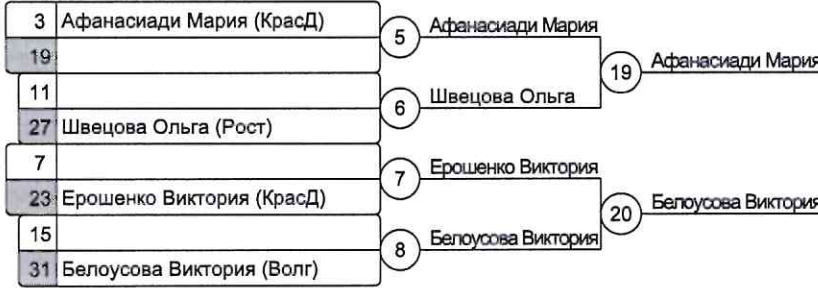 3 Афанасиади Мария (КрасД)
19
5 Афанасиади Мария
19 Афанасиади Мария
11
27 Швецова Ольга (Рост)
6 Швецова Ольга
7
23 Ерошенко Виктория (КрасД)
7 Ерошенко Виктория
20 Белоусова Виктория
15
31 Белоусова Виктория (Волг)
8 Белоусова Виктория